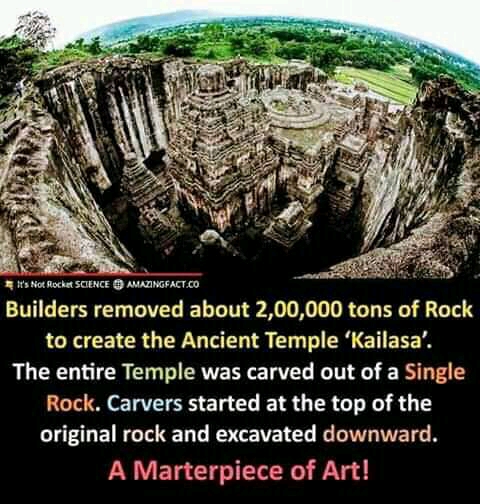 It's Not Rocket SCIENCE AMAZINGFACT.CO
Builders removed about 2,00,000 tons of Rock
to create the Ancient Temple ‘Kailasa’.
The entire Temple was carved out of a Single
Rock. Carvers started at the top of the
original rock and excavated downward.
A Marterpiece of Art!